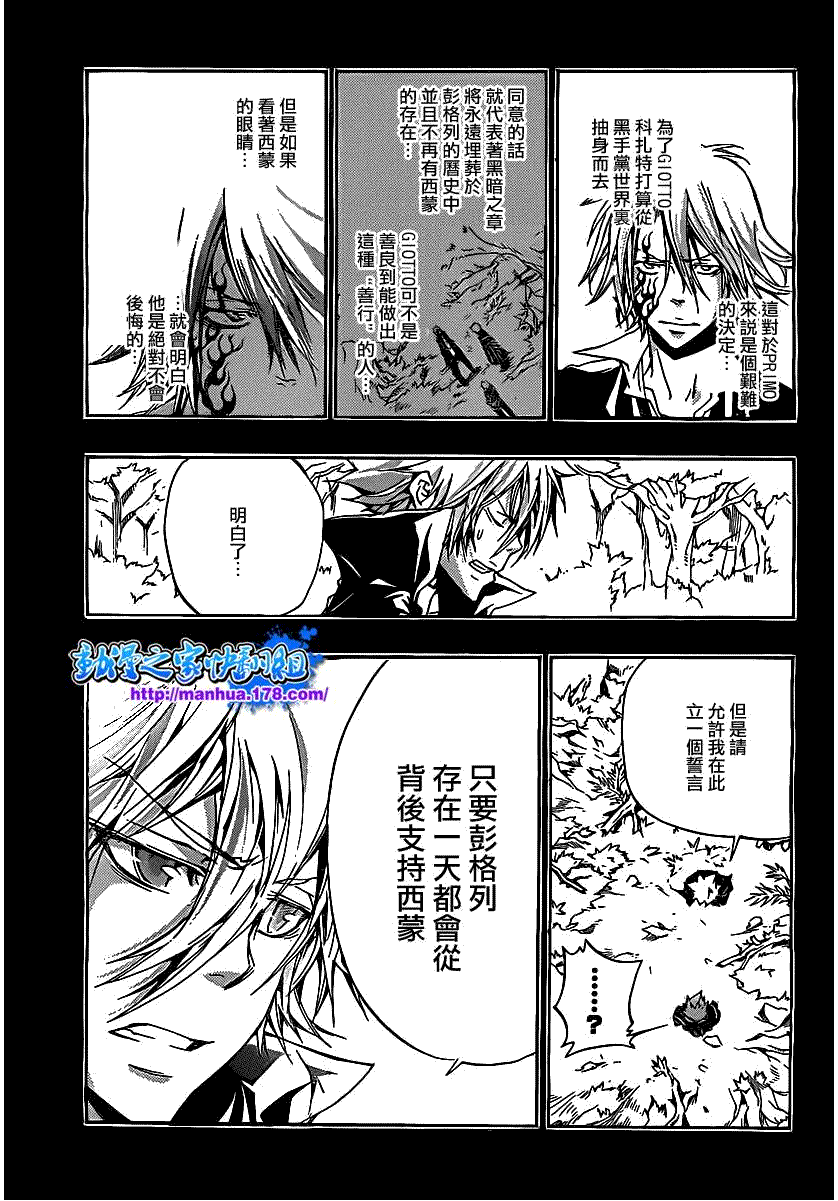 為了GIOTTO
科扎特打算從
黑手黨世界裏
抽身而去
這對於PRIMO
來説是個艱難
的決定…
同意的話
就代表著黑暗之章
將永遠埋葬於
彭格列的曆史中
並且不再有西蒙
的存在…
GIOTTO可不是
善良到能做出
這種“善行”的人…
但是如果
看著西蒙
的眼睛
…就會明白
他是絕對不會
後悔的…
明白了…
但是請
允許我在此
立一個誓言
……?
只要彭格列
存在一天都會從
背後支持西蒙
動漫之家快翻組
http://manhua.178.com/